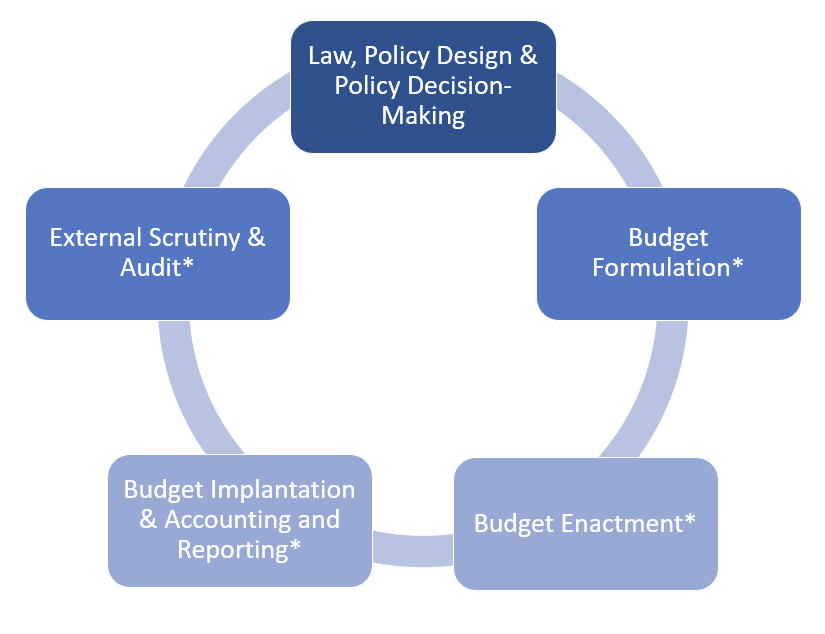 Law, Policy Design &
Policy Decision-
Making
External Scrutiny &
Audit*
Budget
Formulation*
Budget Implantation
& Accounting and
Reporting*
Budget Enactment*